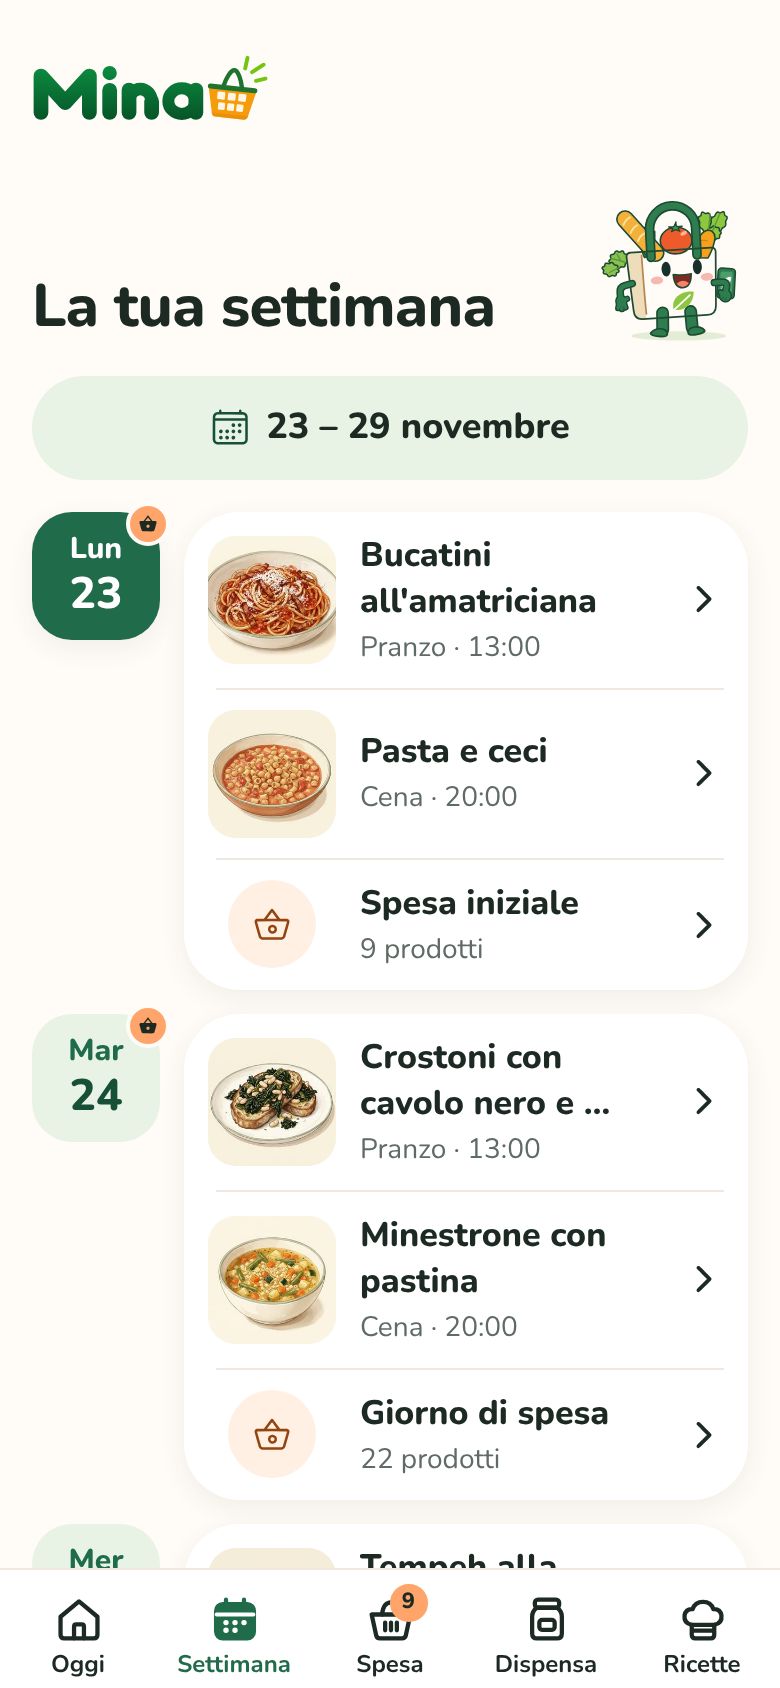 Mina
La tua settimana
23 – 29 novembre
Lun
23
Bucatini
all'amatriciana
Pranzo · 13:00
Pasta e ceci
Cena · 20:00
Spesa iniziale
9 prodotti
Mar
24
Crostoni con
cavolo nero e ...
Pranzo · 13:00
Minestrone con
pastina
Cena · 20:00
Giorno di spesa
22 prodotti
Mer
Tempeh alla
9
Oggi
Settimana
Spesa
Dispensa
Ricette